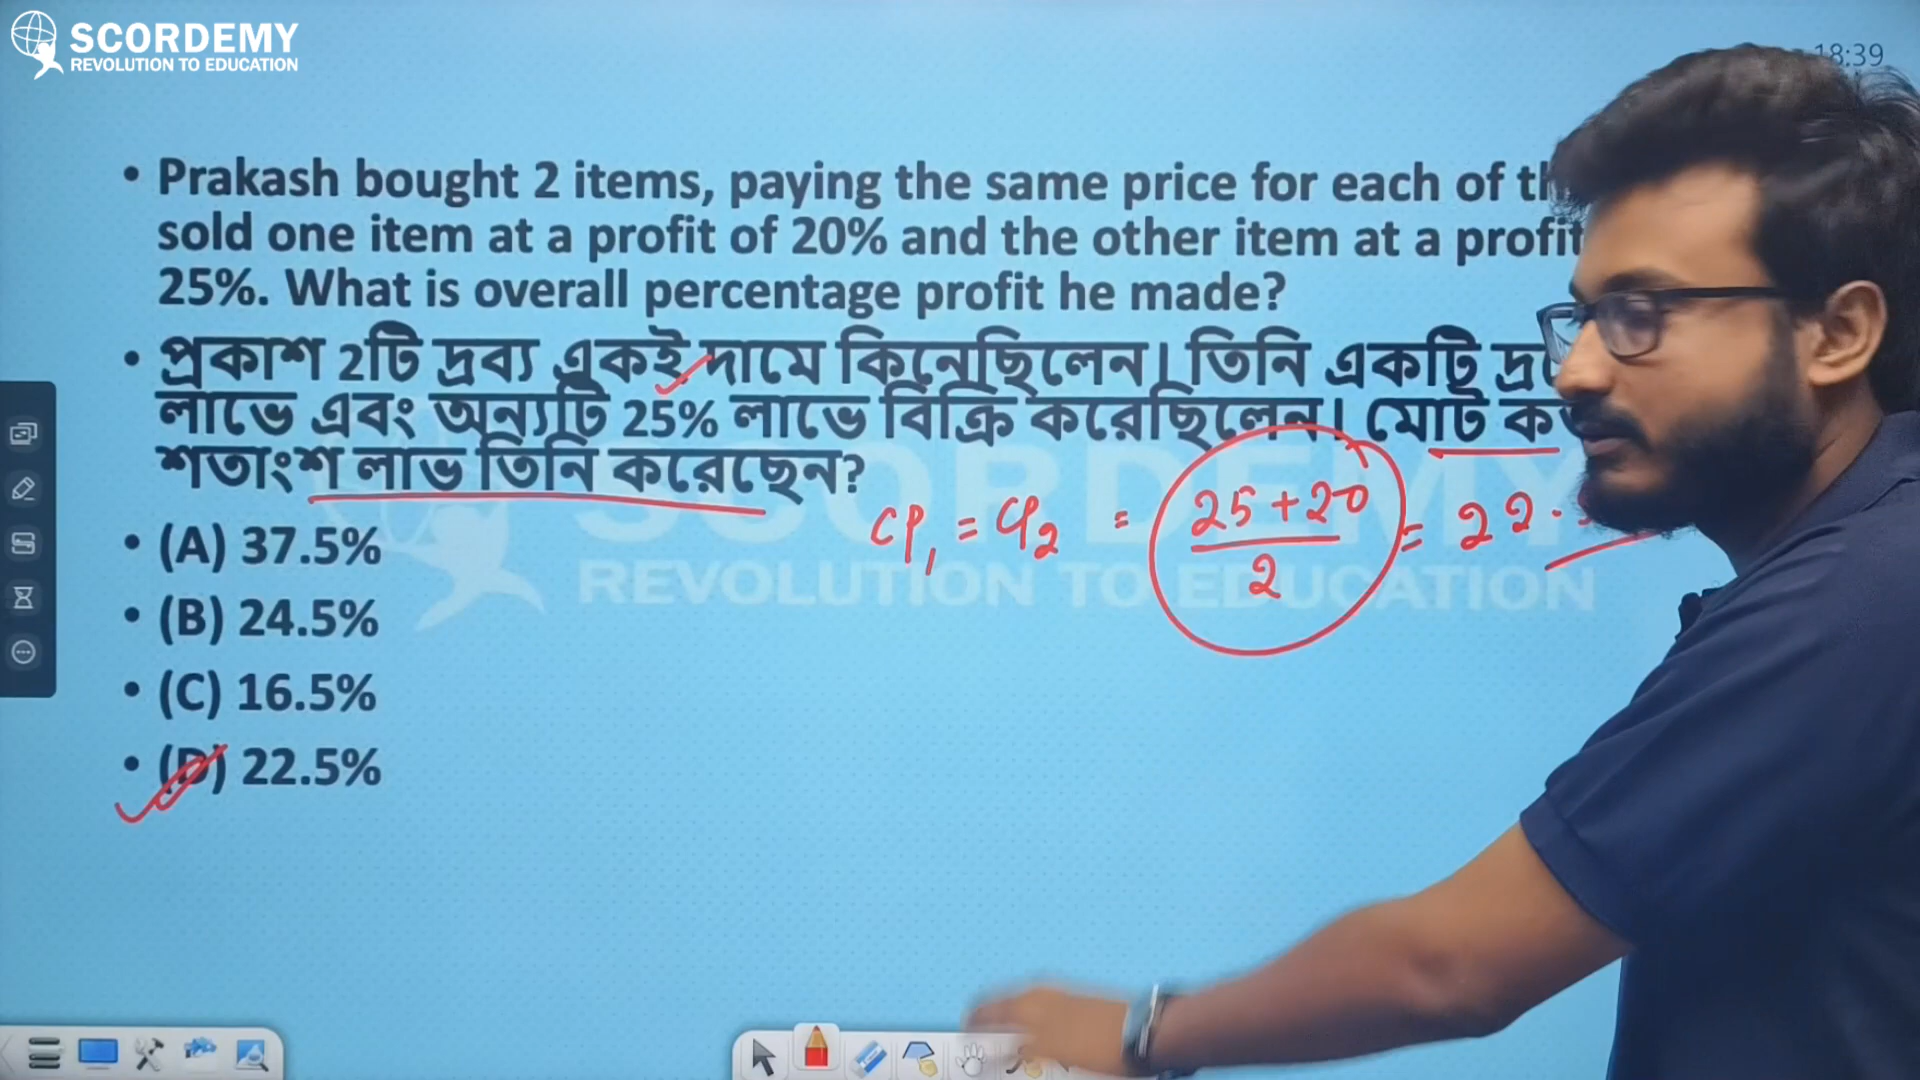 SCORDEMY
REVOLUTION TO EDUCATION
18:39
• Prakash bought 2 items, paying the same price for each of
sold one item at a profit of 20% and the other item at a profit
25%. What is overall percentage profit he made?
• প্রকাশ 2টি দ্রব্য একই দামে কিনেছিলেন। তিনি একটি
লাভে এবং অন্যটি 25% লাভে বিক্রি করেছিলেন। মোট
শতাংশ লাভ তিনি করেছেন?
CP₁ = CP₂ = 25+20 / 2 = 22.
• (A) 37.5%
• (B) 24.5%
• (C) 16.5%
• (D) 22.5%
REVOLUTION TO EDUCATION